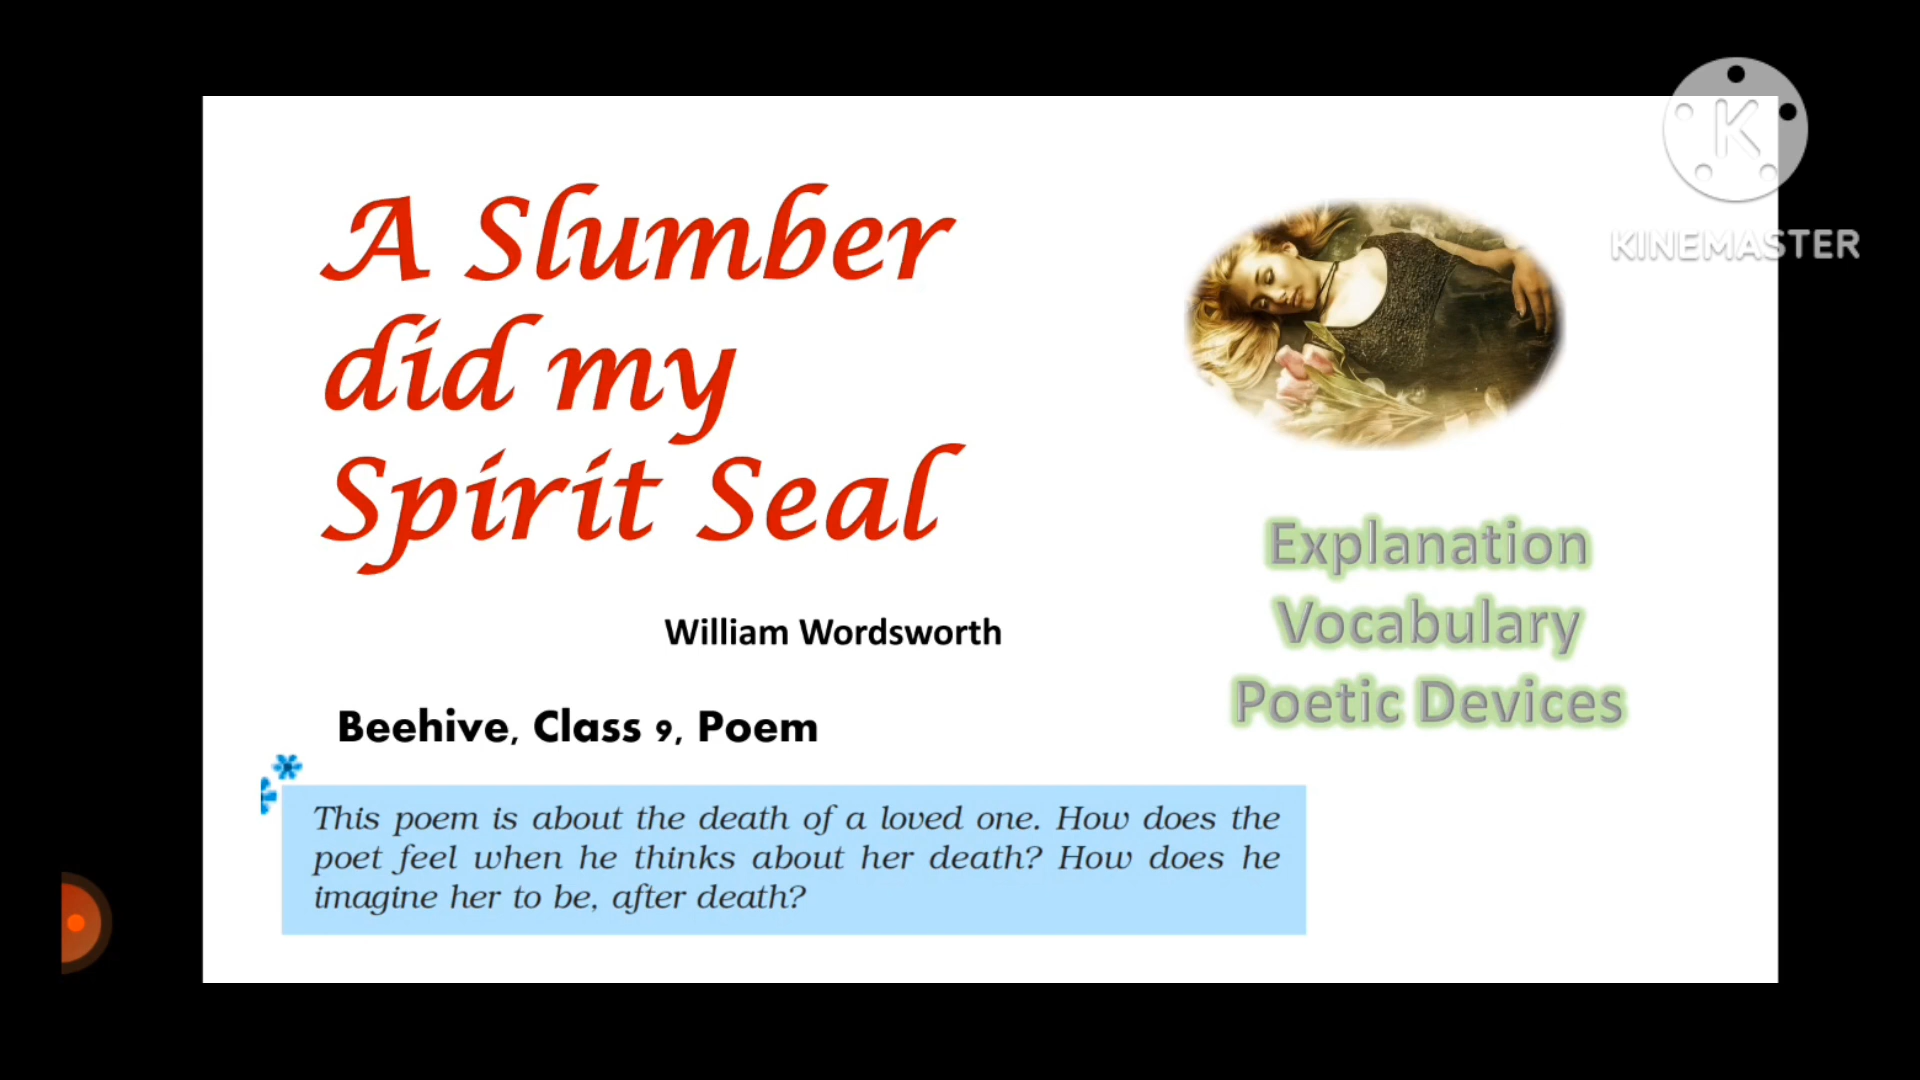 A Slumber
did my
Spirit Seal
William Wordsworth
Beehive, Class 9, Poem
This poem is about the death of a loved one. How does the
poet feel when he thinks about her death? How does he
imagine her to be, after death?
Explanation
Vocabulary
Poetic Devices
K
KINEMASTER